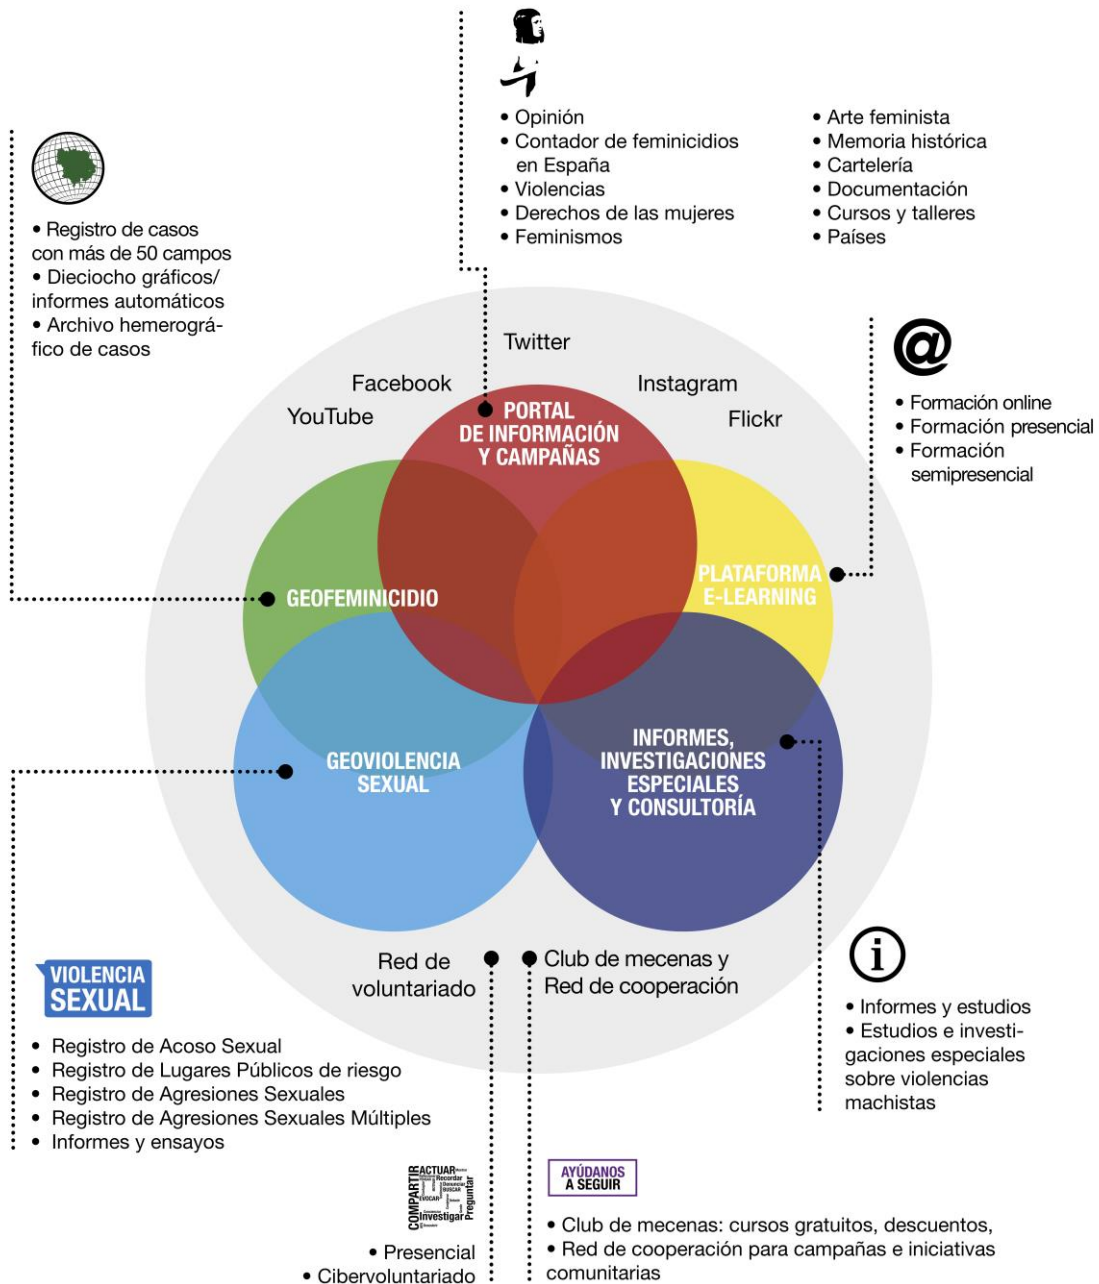 • Opinión
• Contador de feminicidios
en España
• Violencias
• Derechos de las mujeres
• Feminismos
• Arte feminista
• Memoria histórica
• Cartelería
• Documentación
• Cursos y talleres
• Países
• Registro de casos
con más de 50 campos
• Dieciocho gráficos/
informes automáticos
• Archivo hemerográ-
fico de casos
Twitter
Facebook
Instagram
YouTube
Flickr
@
• Formación online
• Formación presencial
• Formación
semipresencial
PORTAL
DE INFORMACIÓN
Y CAMPAÑAS
GEOFEMINICIDIO
PLATAFORMA
E-LEARNING
GEOVIOLENCIA
SEXUAL
INFORMES,
INVESTIGACIONES
ESPECIALES
Y CONSULTORÍA
Red de
voluntariado
Club de mecenas y
Red de cooperación
VIOLENCIA
SEXUAL
• Registro de Acoso Sexual
• Registro de Lugares Públicos de riesgo
• Registro de Agresiones Sexuales
• Registro de Agresiones Sexuales Múltiples
• Informes y ensayos
i
• Informes y estudios
• Estudios e investi-
gaciones especiales
sobre violencias
machistas
COMPARTIR
ACTUAR
Recordar
Denunciar
BUSCAR
EVOCAR
Investigar
Preguntar
• Presencial
• Cibervoluntariado
AYÚDANOS
A SEGUIR
• Club de mecenas: cursos gratuitos, descuentos,
• Red de cooperación para campañas e iniciativas
comunitarias